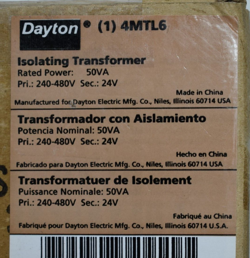 Dayton® (1) 4MTL6
Isolating Transformer
Rated Power: 50VA
Pri.: 240-480V Sec.: 24V
Made in China
Manufactured for Dayton Electric Mfg. Co., Niles, Illinois 60714 USA
Transformador con Aislamiento
Potencia Nominal: 50VA
Pri.: 240-480V Sec.: 24V
Hecho en China
Fabricado para Dayton Electric Mfg. Co., Niles, Illinois 60714 USA
Transformatuer de Isolement
Puissance Nominale: 50VA
Pri.: 240-480V Sec.: 24V
Fabriqué au China
Fabriqué pour Dayton Electric Mfg. Co., Niles, Illinois 60714 U.S.A.